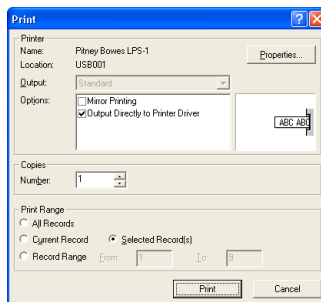 Print
Printer
Name: Pitney Bowes LPS-1
Location: USB001
Properties...
Output: Standard
Options: Mirror Printing
Output Directly to Printer Driver
ABC ABC
Copies
Number: 1
Print Range
All Records
Current Record Selected Record(s)
Record Range From: 1 To: 9
Print Cancel